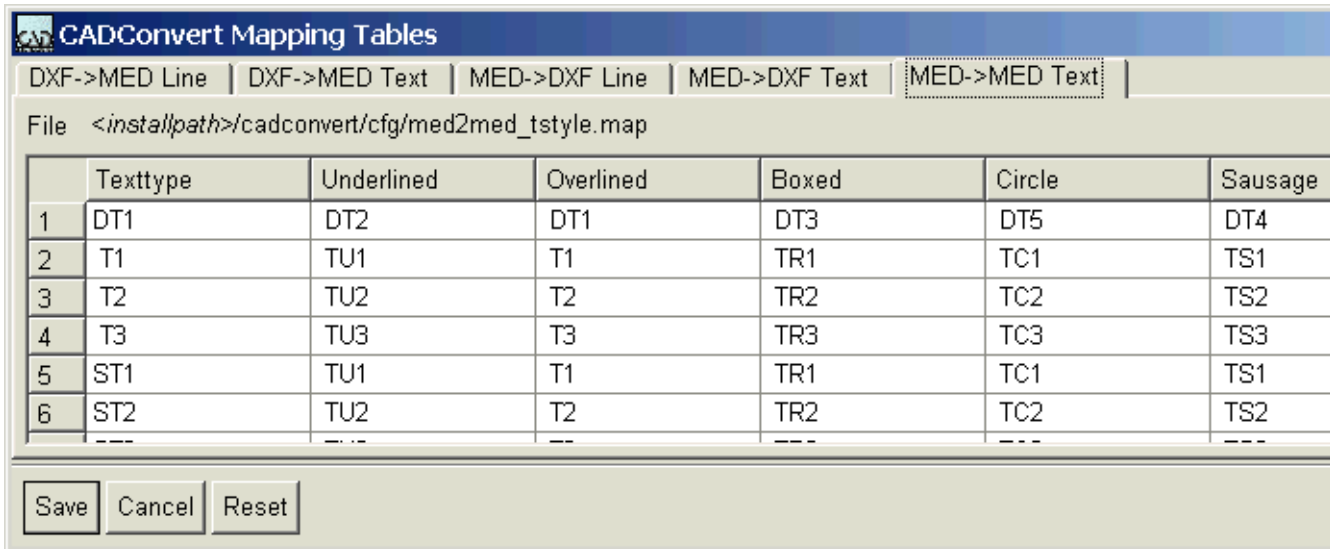 CAD CADConvert Mapping Tables
DXF->MED Line DXF->MED Text MED->DXF Line MED->DXF Text MED->MED Text
File <installpath>/cadconvert/cfg/med2med_tstyle.map
Texttype Underlined Overlined Boxed Circle Sausage
1 DT1 DT2 DT1 DT3 DT5 DT4
2 T1 TU1 T1 TR1 TC1 TS1
3 T2 TU2 T2 TR2 TC2 TS2
4 T3 TU3 T3 TR3 TC3 TS3
5 ST1 TU1 T1 TR1 TC1 TS1
6 ST2 TU2 T2 TR2 TC2 TS2
Save Cancel Reset